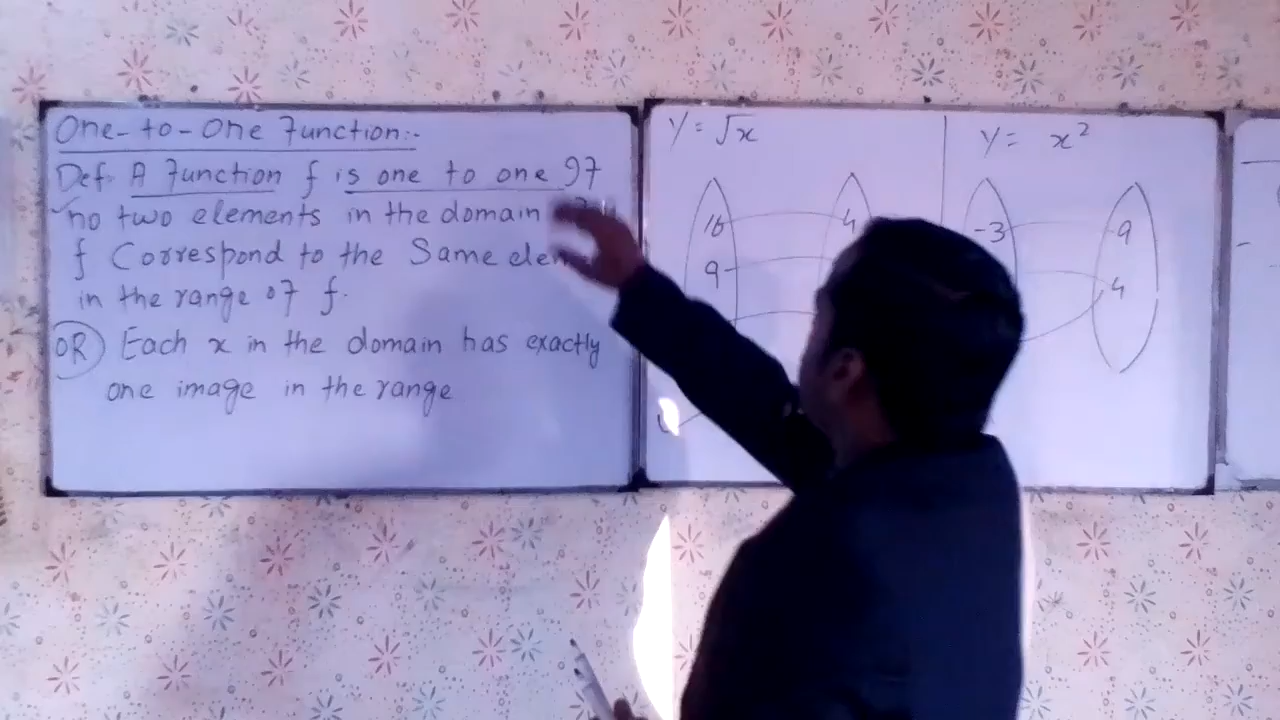 One-to-One Function:-
Def:- A Function f is one to one If
no two elements in the domain
f Correspond to the Same
in the range of f.
OR Each x in the domain has exactly
one image in the range
Y = √x
16
9
4
Y = x²
-3
9
4